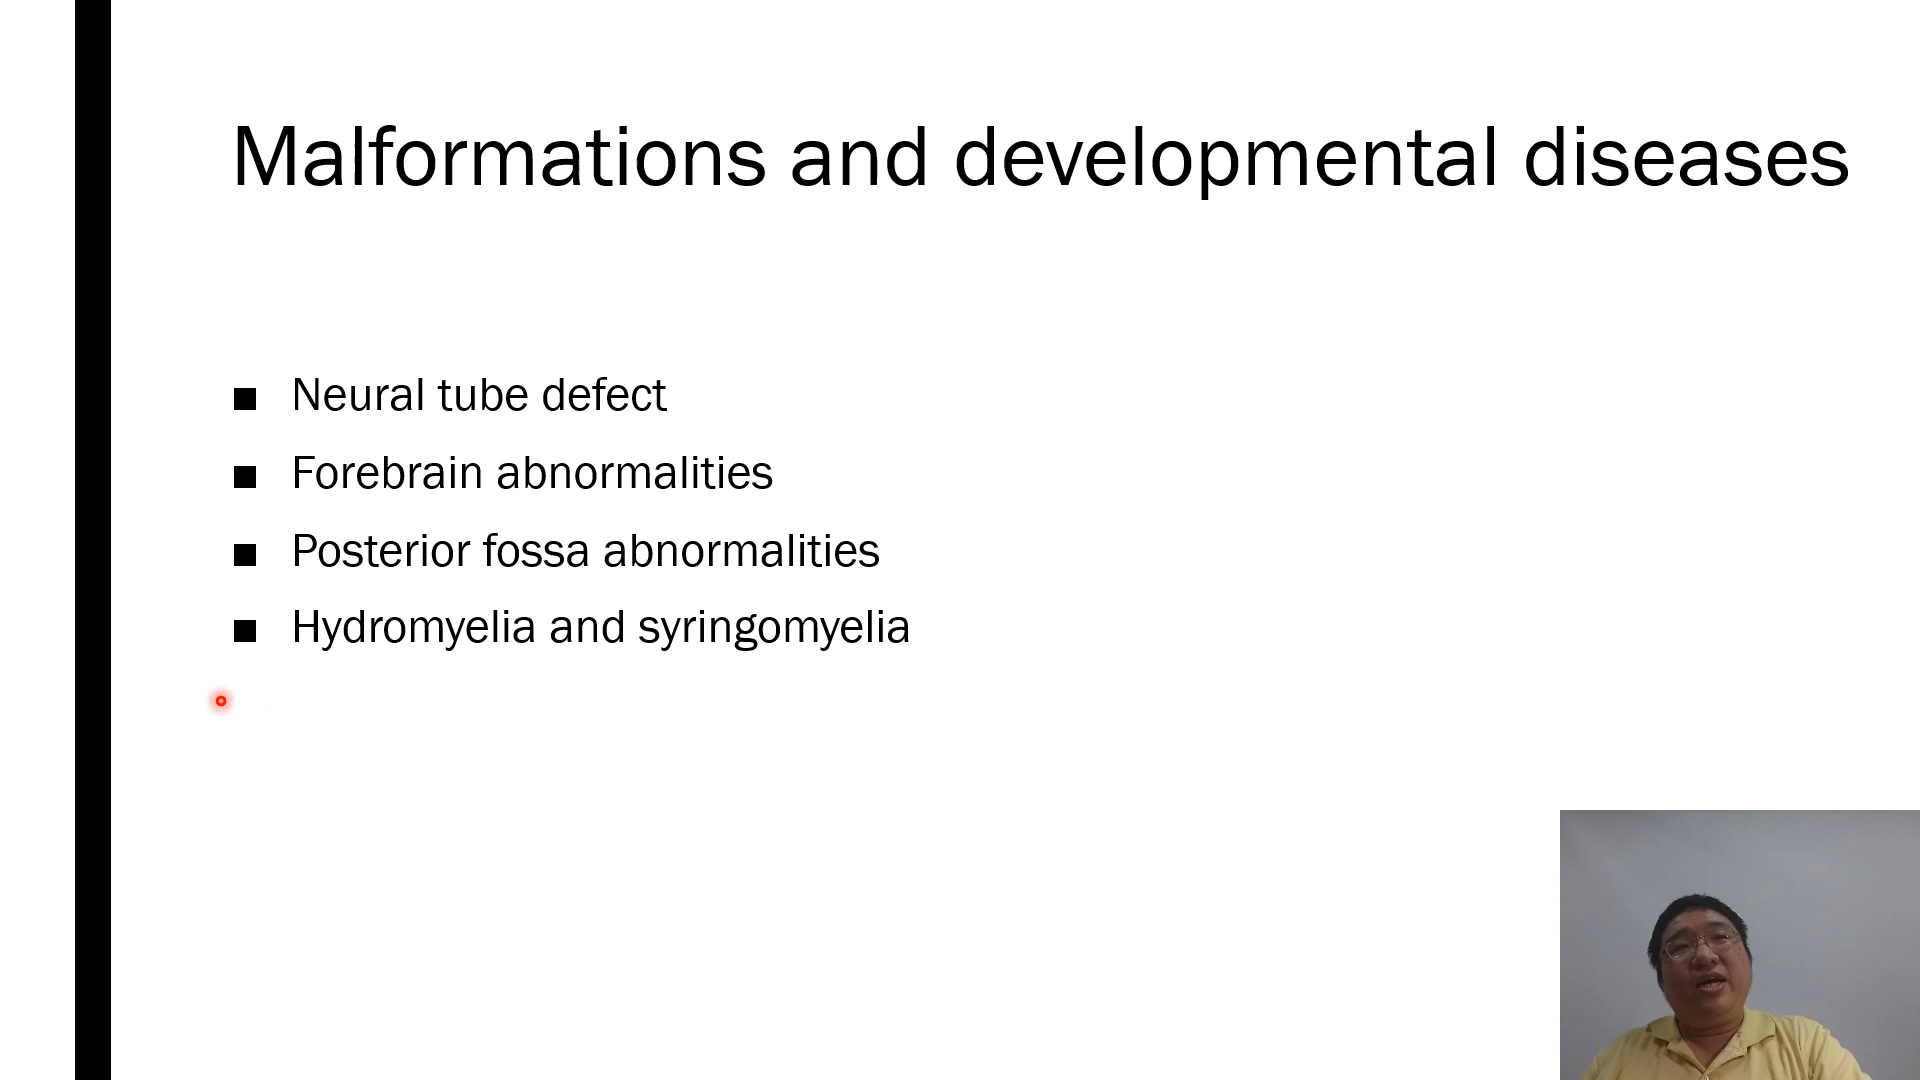 Malformations and developmental diseases
Neural tube defect
Forebrain abnormalities
Posterior fossa abnormalities
Hydromyelia and syringomyelia